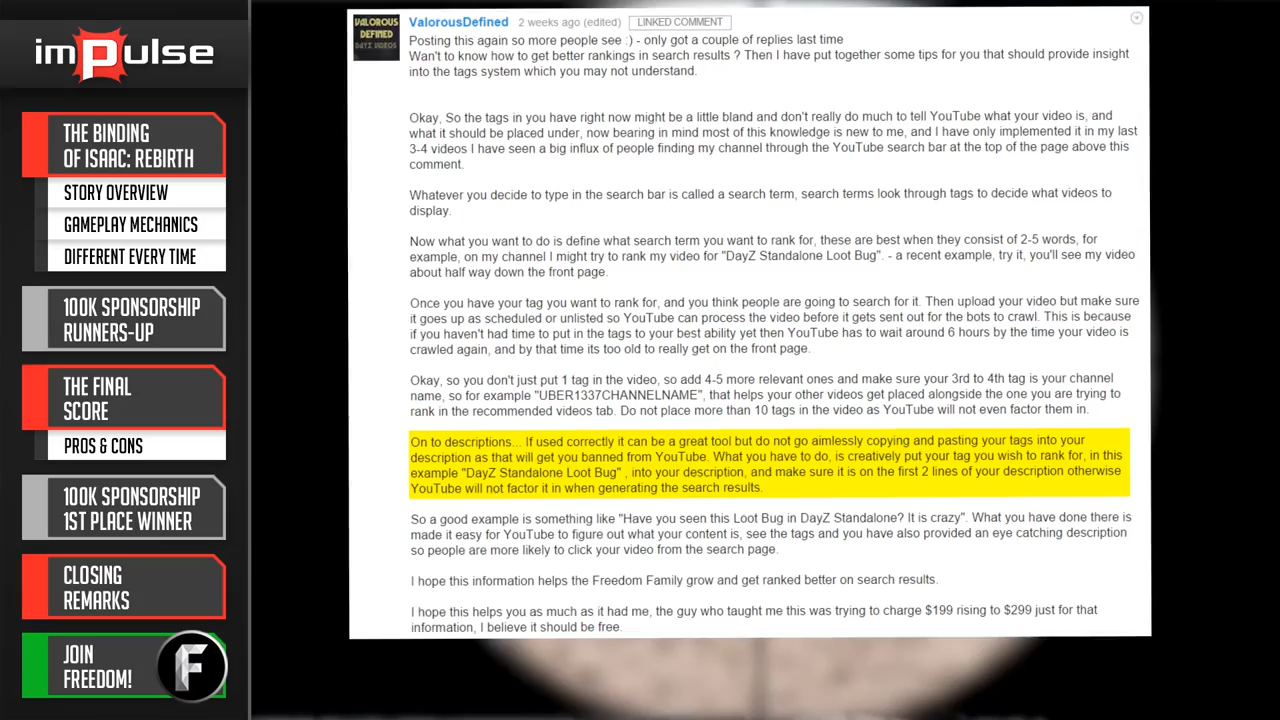 imPulse
THE BINDING
OF ISAAC: REBIRTH
STORY OVERVIEW
GAMEPLAY MECHANICS
DIFFERENT EVERY TIME
100K SPONSORSHIP
RUNNERS-UP
THE FINAL
SCORE
PROS & CONS
100K SPONSORSHIP
1ST PLACE WINNER
CLOSING
REMARKS
JOIN
FREEDOM!
F
VALOROUS
DEFINED
DAYZ VIDEOS
ValorousDefined 2 weeks ago (edited) LINKED COMMENT
Posting this again so more people see :) - only got a couple of replies last time
Wan't to know how to get better rankings in search results ? Then I have put together some tips for you that should provide insight
into the tags system which you may not understand.
Okay, So the tags in you have right now might be a little bland and don't really do much to tell YouTube what your video is, and
what it should be placed under, now bearing in mind most of this knowledge is new to me, and I have only implemented it in my last
3-4 videos I have seen a big influx of people finding my channel through the YouTube search bar at the top of the page above this
comment.
Whatever you decide to type in the search bar is called a search term, search terms look through tags to decide what videos to
display.
Now what you want to do is define what search term you want to rank for, these are best when they consist of 2-5 words, for
example, on my channel I might try to rank my video for "DayZ Standalone Loot Bug". - a recent example, try it, you'll see my video
about half way down the front page.
Once you have your tag you want to rank for, and you think people are going to search for it. Then upload your video but make sure
it goes up as scheduled or unlisted so YouTube can process the video before it gets sent out for the bots to crawl. This is because
if you haven't had time to put in the tags to your best ability yet then YouTube has to wait around 6 hours by the time your video is
crawled again, and by that time its too old to really get on the front page.
Okay, so you don't just put 1 tag in the video, so add 4-5 more relevant ones and make sure your 3rd to 4th tag is your channel
name, so for example "UBER1337CHANNELNAME", that helps your other videos get placed alongside the one you are trying to
rank in the recommended videos tab. Do not place more than 10 tags in the video as YouTube will not even factor them in.
On to descriptions... If used correctly it can be a great tool but do not go aimlessly copying and pasting your tags into your
description as that will get you banned from YouTube. What you have to do, is creatively put your tag you wish to rank for, in this
example "DayZ Standalone Loot Bug" , into your description, and make sure it is on the first 2 lines of your description otherwise
YouTube will not factor it in when generating the search results.
So a good example is something like "Have you seen this Loot Bug in DayZ Standalone? It is crazy". What you have done there is
made it easy for YouTube to figure out what your content is, see the tags and you have also provided an eye catching description
so people are more likely to click your video from the search page.
I hope this information helps the Freedom Family grow and get ranked better on search results.
I hope this helps you as much as it had me, the guy who taught me this was trying to charge $199 rising to $299 just for that
information, I believe it should be free.